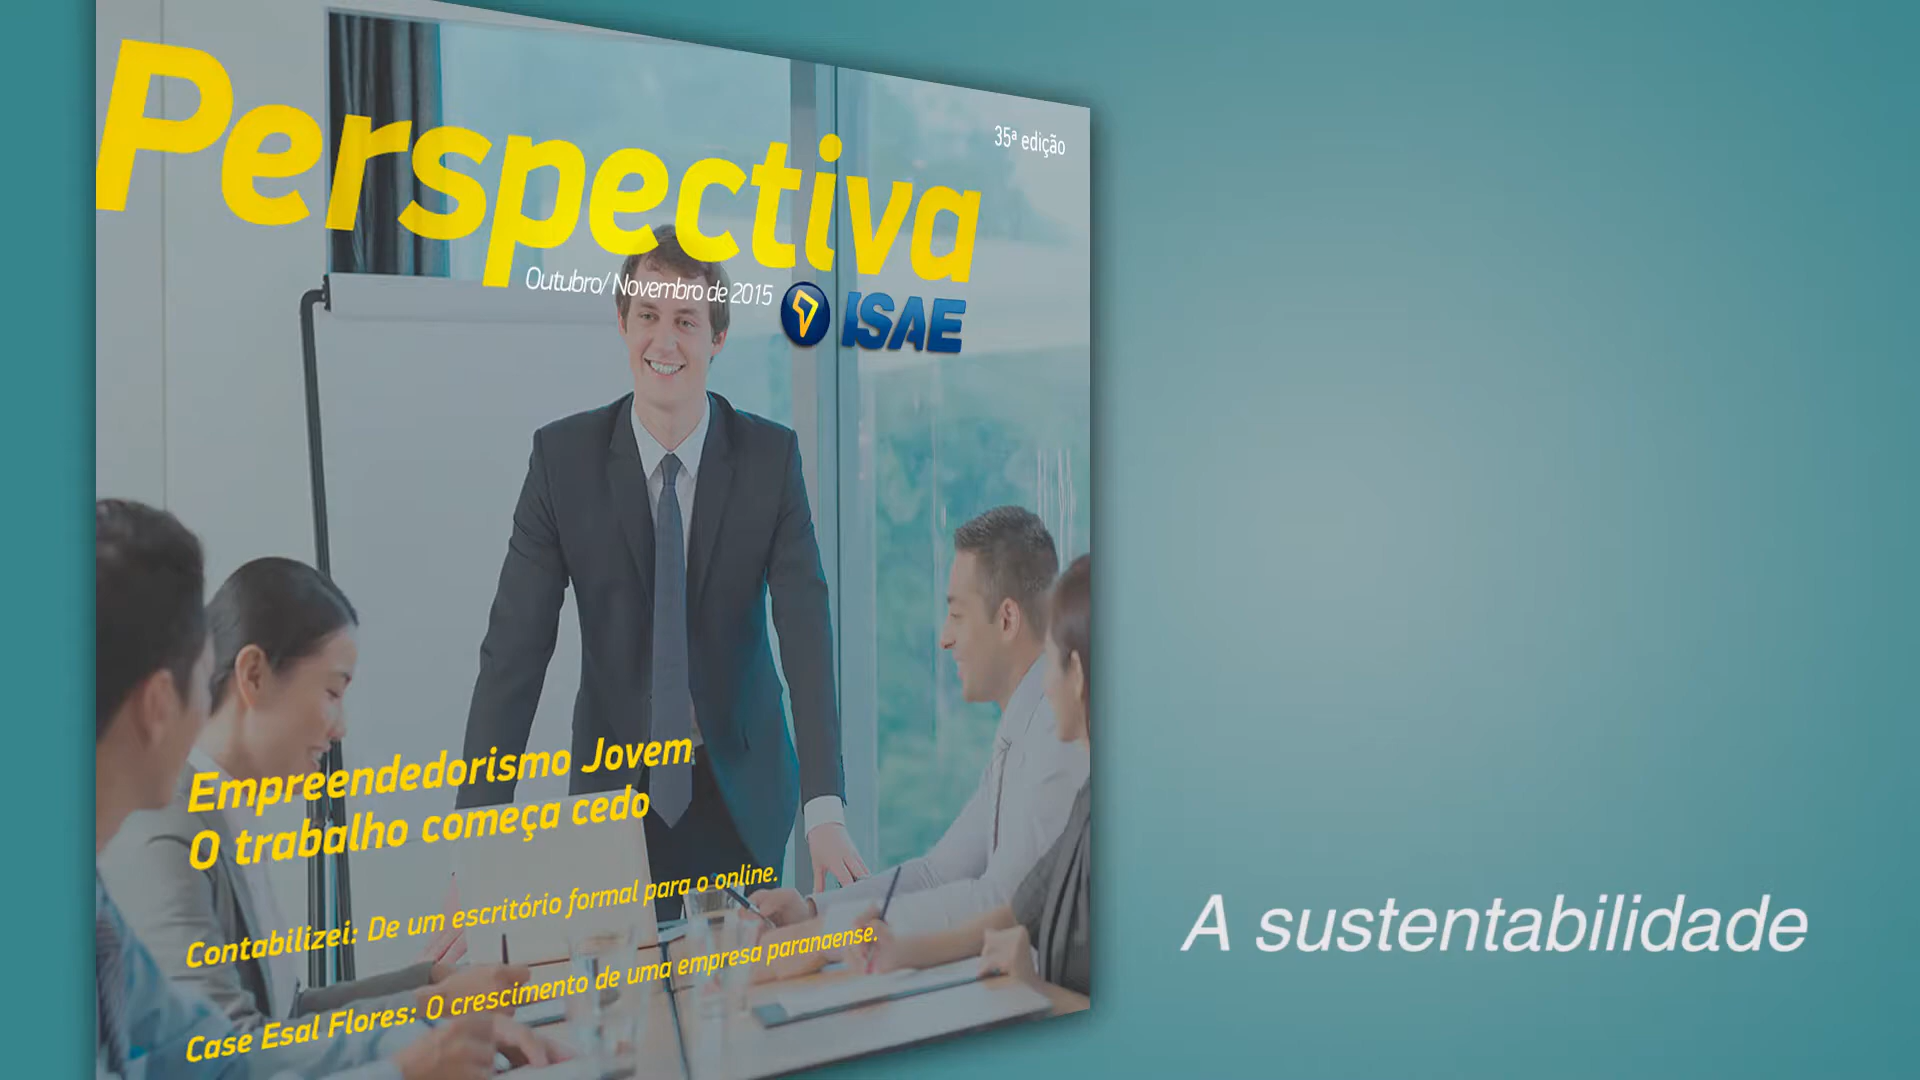 Perspectiva
35ª edição
Outubro/ Novembro de 2015
ISAE
Empreendedorismo Jovem
O trabalho começa cedo
Contabilizei: De um escritório formal para o online.
Case Esal Flores: O crescimento de uma empresa paranaense.
A sustentabilidade